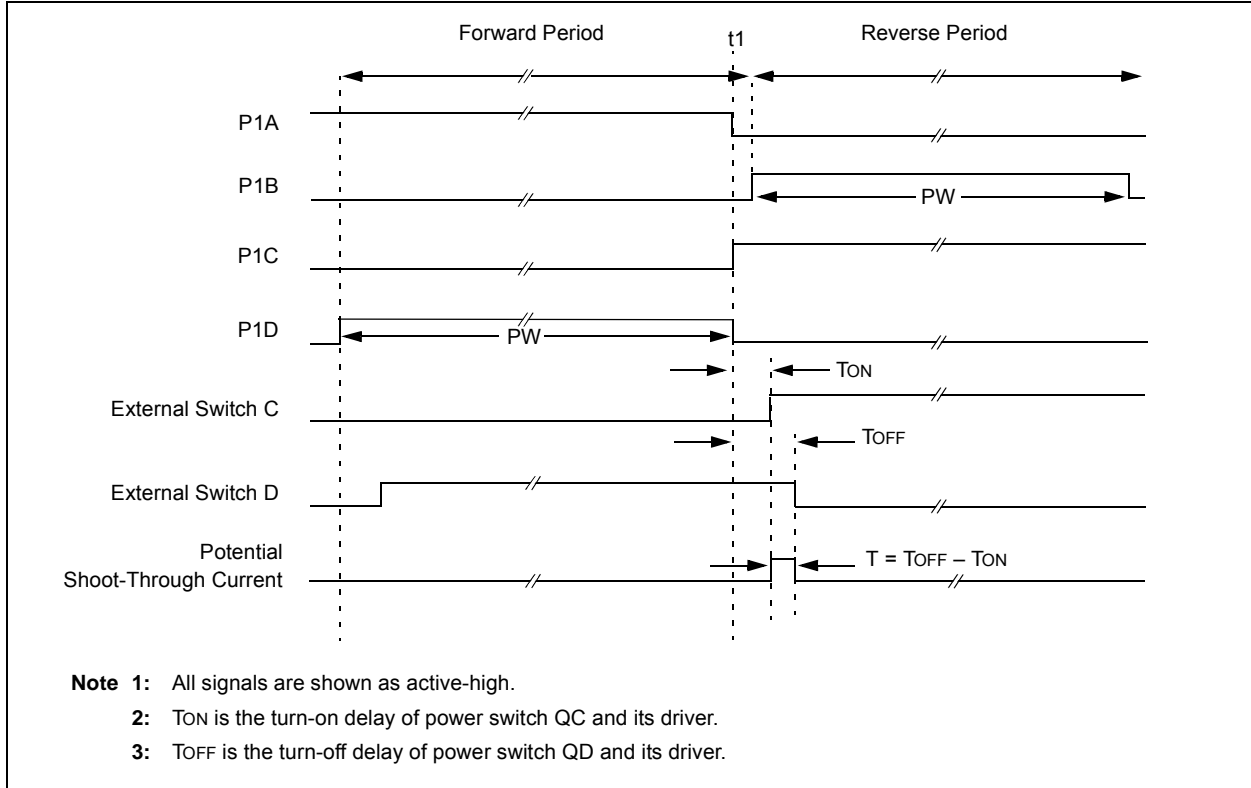 Forward Period
t1
Reverse Period
P1A
P1B
PW
P1C
P1D
PW
TON
External Switch C
TOFF
External Switch D
Potential
Shoot-Through Current
T = TOFF – TON
Note 1: All signals are shown as active-high.
2: TON is the turn-on delay of power switch QC and its driver.
3: TOFF is the turn-off delay of power switch QD and its driver.